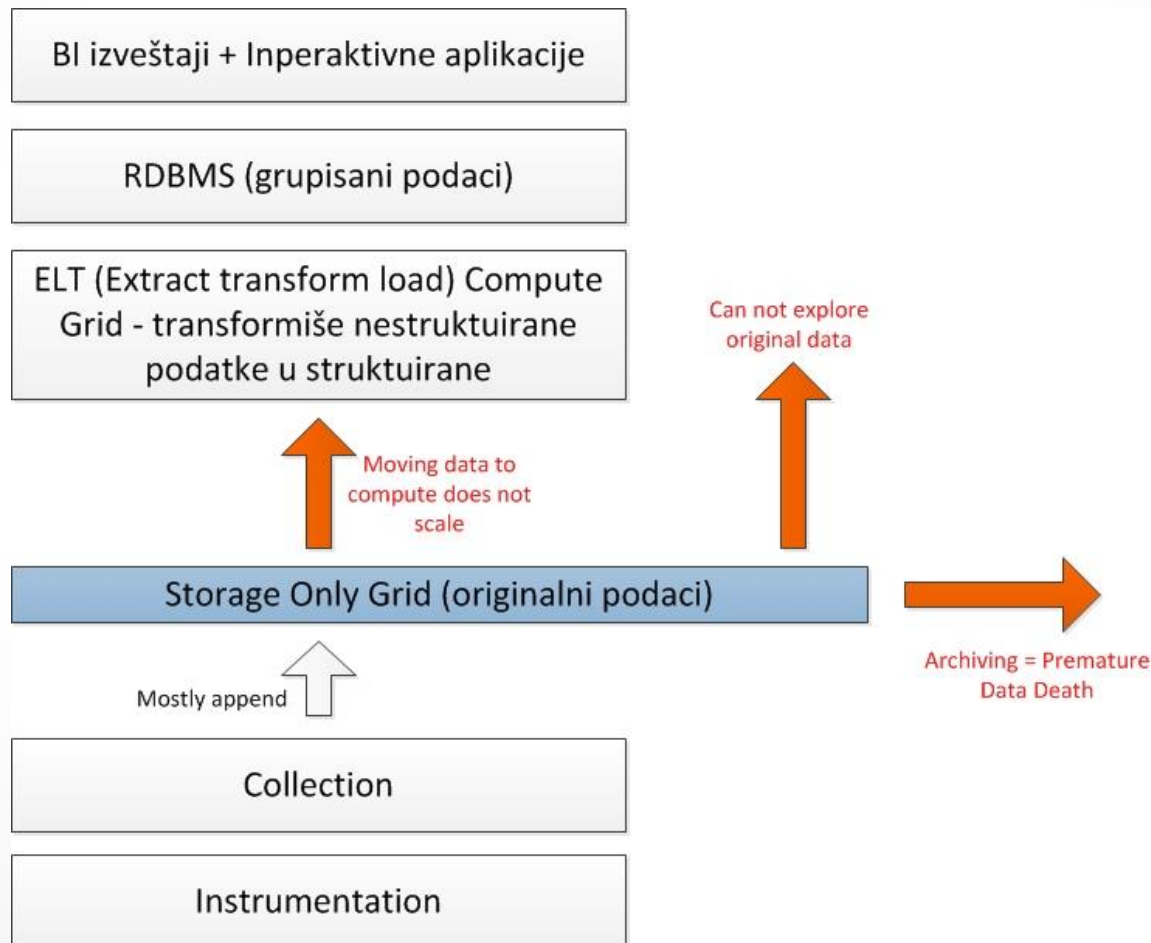 BI izveštaji + Inperaktivne aplikacije
RDBMS (grupisani podaci)
ELT (Extract transform load) Compute
Grid - transformiše nestruktuirane
podatke u struktuirane
Can not explore
original data
Moving data to
compute does not
scale
Storage Only Grid (originalni podaci)
Archiving = Premature
Data Death
Mostly append
Collection
Instrumentation